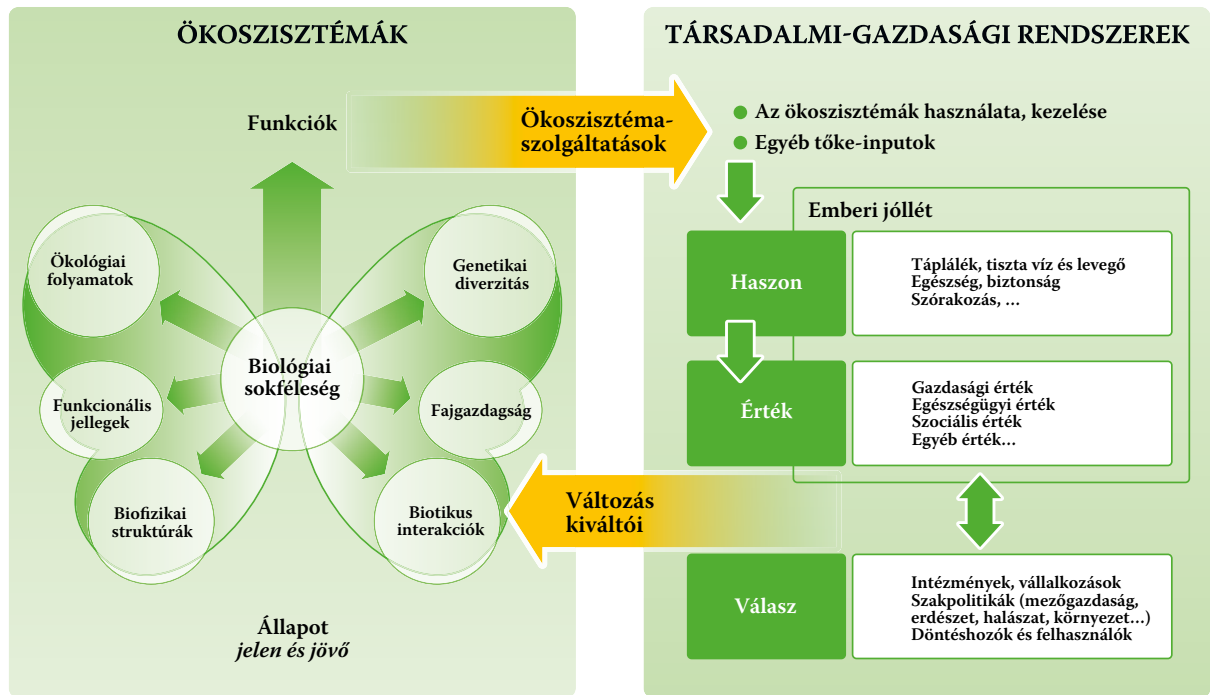 ÖKOSZISZTÉMÁK
Funkciók
Ökológiai
folyamatok
Genetikai
diverzitás
Biológiai
sokféleség
Funkcionális
jellegek
Fajgazdagság
Biofizikai
struktúrák
Biotikus
interakciók
Állapot
jelen és jövő
Ökoszisztéma-
szolgáltatások
Változás
kiváltói
TÁRSADALMI-GAZDASÁGI RENDSZEREK
Az ökoszisztémák használata, kezelése
Egyéb tőke-inputok
Emberi jóllét
Haszon
Táplálék, tiszta víz és levegő
Egészség, biztonság
Szórakozás, ...
Érték
Gazdasági érték
Egészségügyi érték
Szociális érték
Egyéb érték...
Válasz
Intézmények, vállalkozások
Szakpolitikák (mezőgazdaság,
erdészet, halászat, környezet...)
Döntéshozók és felhasználók